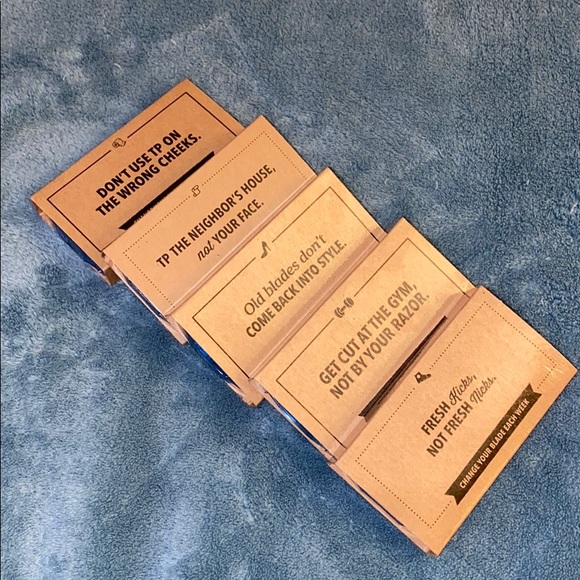 DON'T USE TP ON
THE WRONG CHEEKS.
TP THE NEIGHBOR'S HOUSE,
not YOUR FACE.
Old blades don't
COME BACK INTO STYLE.
GET CUT AT THE GYM,
NOT BY YOUR RAZOR.
FRESH Kicks,
NOT FRESH Nicks.
CHANGE YOUR BLADE EACH WEEK